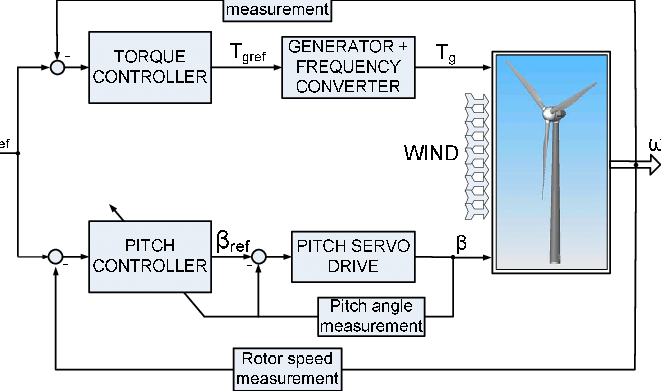 measurement
TORQUE
CONTROLLER
Tgref
GENERATOR +
FREQUENCY
CONVERTER
Tg
ef
WIND
ω
PITCH
CONTROLLER
βref
PITCH SERVO
DRIVE
β
Pitch angle
measurement
Rotor speed
measurement